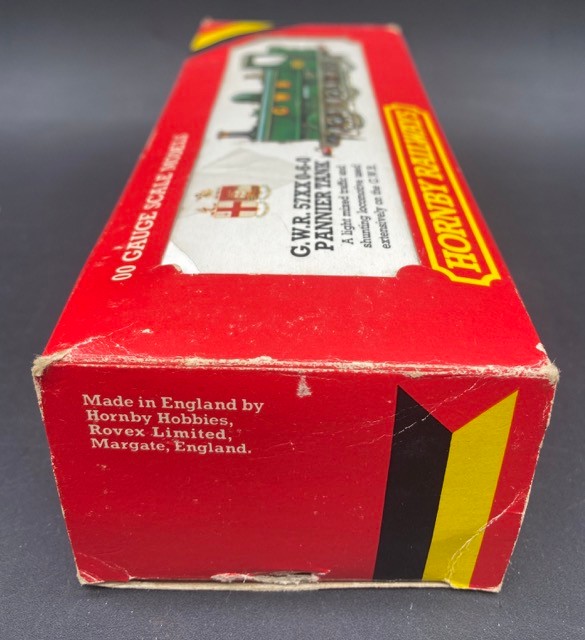 GWR
G.W.R. 57XX 0-6-0
PANNIER TANK
A light mixed traffic and
shunting locomotive used
extensively on the G.W.R.
00 GAUGE SCALE MODELS
HORNBY RAILWAYS
Made in England by
Hornby Hobbies,
Rovex Limited,
Margate, England.